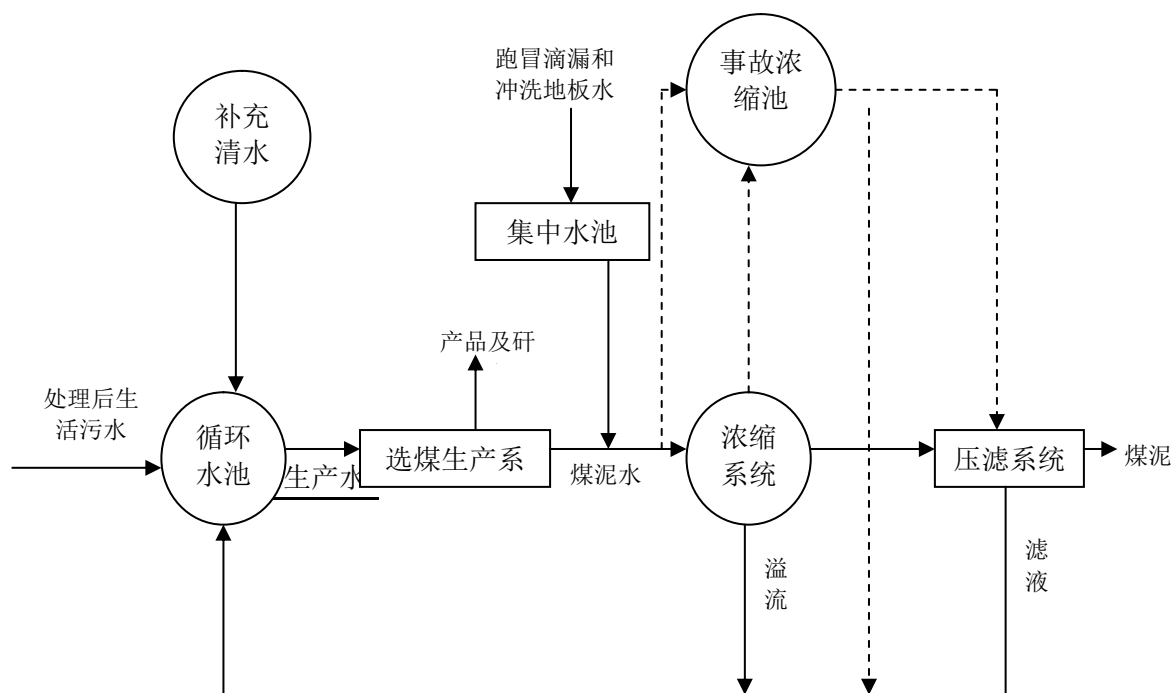 跑冒滴漏和
冲洗地板水
事故浓
缩池
补充
清水
集中水池
产品及矸
处理后生
活污水
循环
水池
生产水
选煤生产系
煤泥水
浓缩
系统
压滤系统
煤泥
溢
流
滤
液